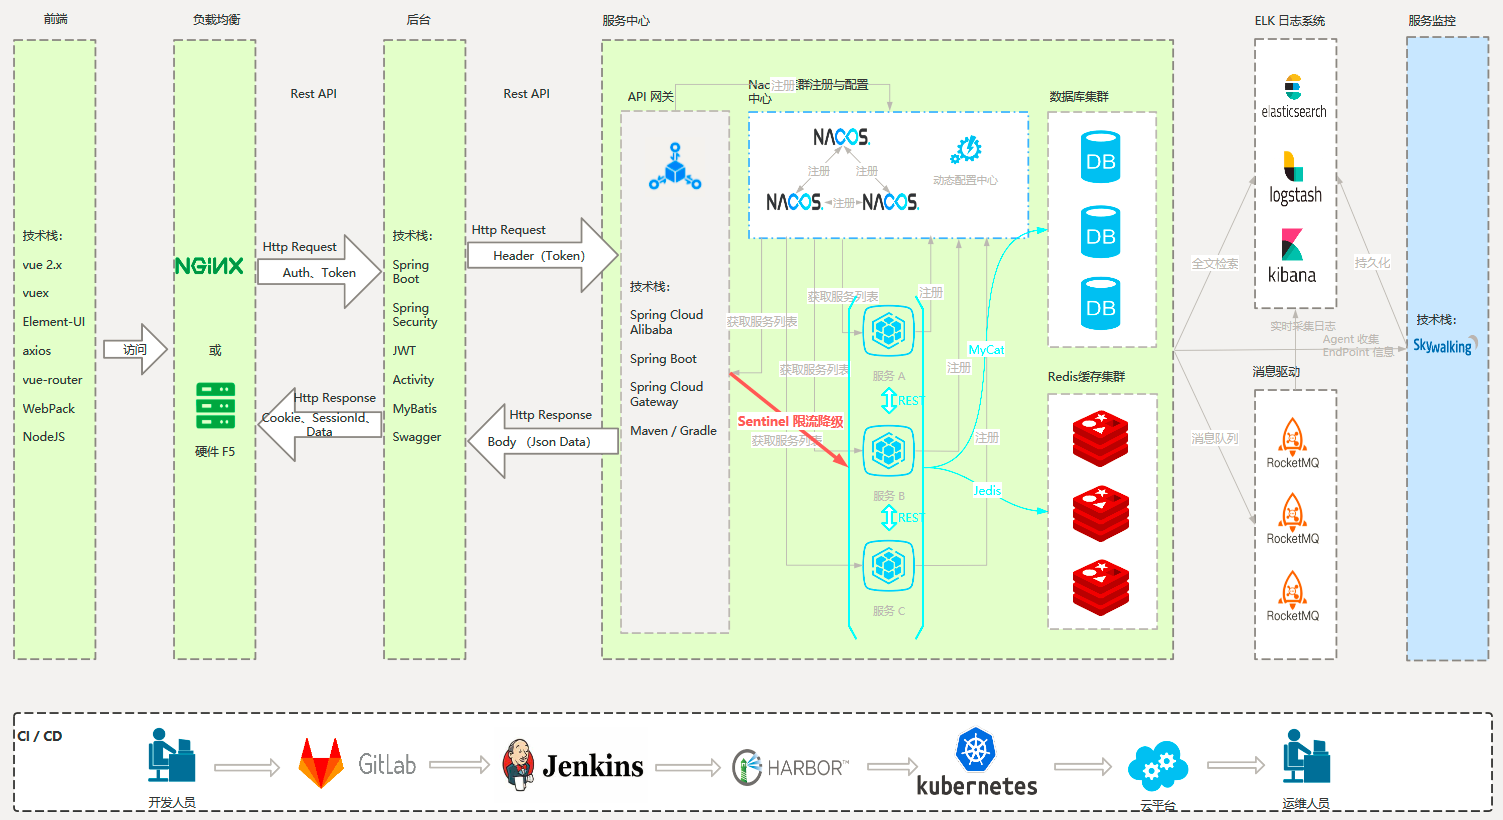 前端
负载均衡
后台
服务中心
ELK 日志系统
服务监控
技术栈:
vue 2.x
vuex
Element-UI
axios
vue-router
WebPack
NodeJS
访问
NGINX
或
硬件 F5
Rest API
Http Request
Auth、Token
Http Response
Cookie、SessionId、
Data
技术栈:
Spring
Boot
Spring
Security
JWT
Activity
MyBatis
Swagger
Rest API
Http Request
Header（Token）
Http Response
Body （Json Data）
API 网关
技术栈:
Spring Cloud
Alibaba
Spring Boot
Spring Cloud
Gateway
Maven / Gradle
注册
Nac
群注册与配置
中心
NACOS.
注册
注册
NACOS.
注册
NACOS.
动态配置中心
获取服务列表
注册
获取服务列表
获取服务列表
注册
服务 A
REST
Sentinel 限流降级
获取服务列表
注册
服务 B
REST
服务 C
MyCat
Jedis
数据库集群
DB
DB
DB
Redis缓存集群
elasticsearch
logstash
kibana
全文检索
持久化
实时采集日志
Agent 收集
EndPoint 信息
消息驱动
消息队列
RocketMQ
RocketMQ
RocketMQ
技术栈:
Skywalking
CI / CD
开发人员
GitLab
Jenkins
HARBOR™
kubernetes
云平台
运维人员